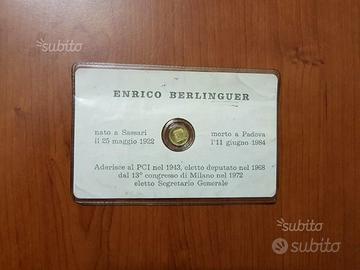 subito
subito
ENRICO BERLINGUER
nato a Sassari
il 25 maggio 1922
morto a Padova
l'11 giugno 1984
Aderisce al PCI nel 1943, eletto deputato nel 1968
dal 13° congresso di Milano nel 1972
eletto Segretario Generale
subito
subito